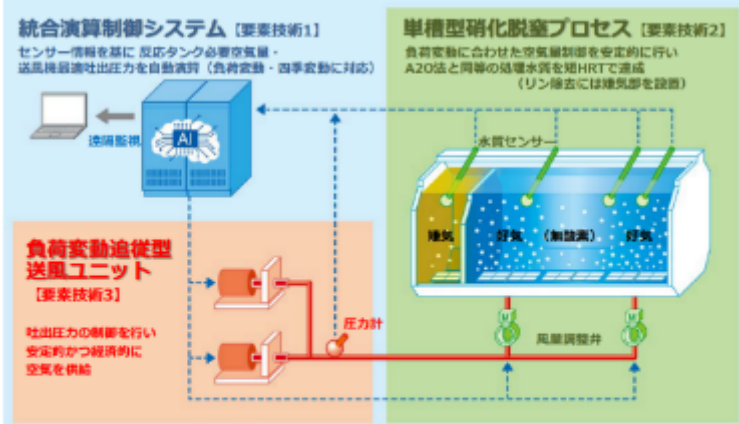 統合演算制御システム【要素技術1】
センサー情報を基に 反応タンク必要空気量・
送風機最適吐出圧力を自動演算（負荷変動・四季変動に対応）
遠隔監視
AI
負荷変動追従型
送風ユニット
【要素技術3】
吐出圧力の制御を行い
安定的かつ経済的に
空気を供給
圧力計
単槽型硝化脱窒プロセス【要素技術2】
負荷変動に合わせた空気量制御を安定的に行い
A2O法と同等の処理水質を短HRTで達成
（リン除去には嫌気部を設置）
水質センサー
嫌気 好気 （無酸素） 好気
M M
風量調整弁